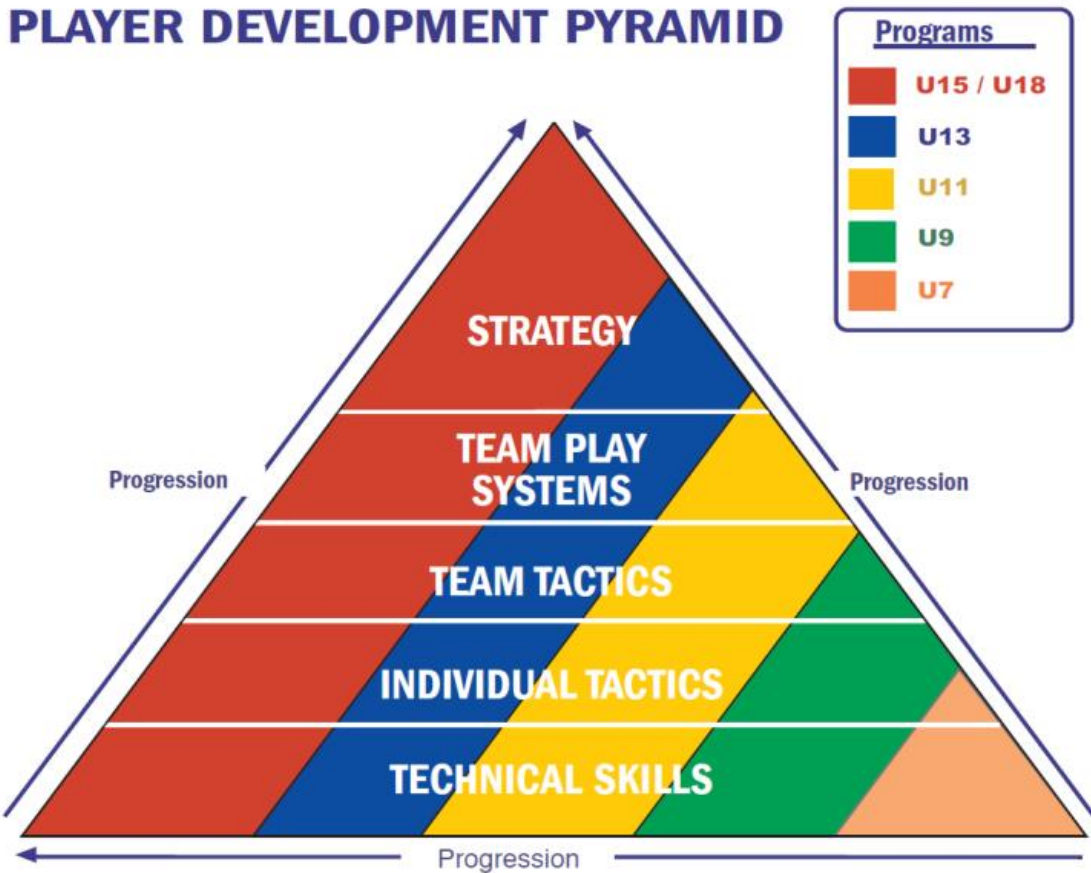 PLAYER DEVELOPMENT PYRAMID
Programs
U15 / U18
U13
U11
U9
U7
STRATEGY
TEAM PLAY
SYSTEMS
Progression
Progression
TEAM TACTICS
INDIVIDUAL TACTICS
TECHNICAL SKILLS
Progression